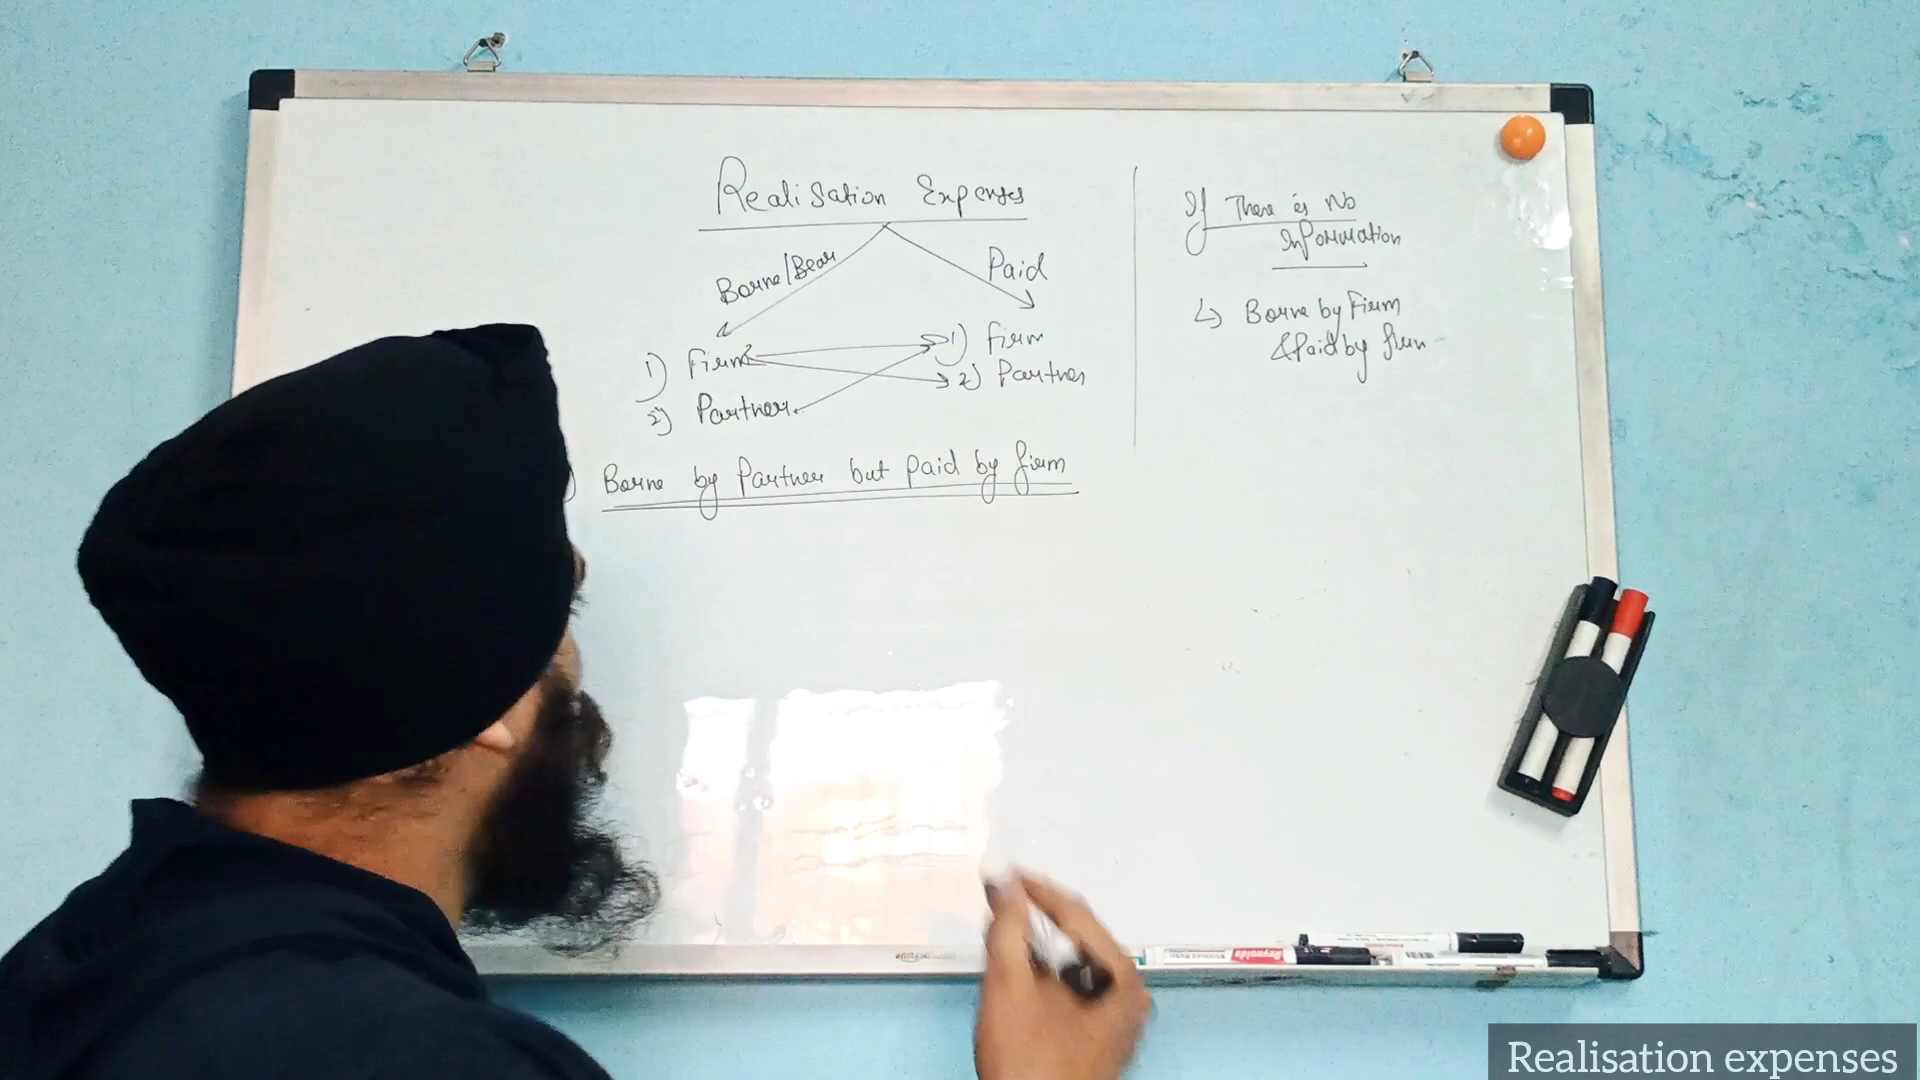 Realisation Expenses
Borne/Bear
Paid
1) Firm
2) Partner
1) Firm
2) Partner
Borne by Partner but paid by firm
If There is No
Information
↳ Borne by Firm
& Paid by firm
Reynolds
Realisation expenses